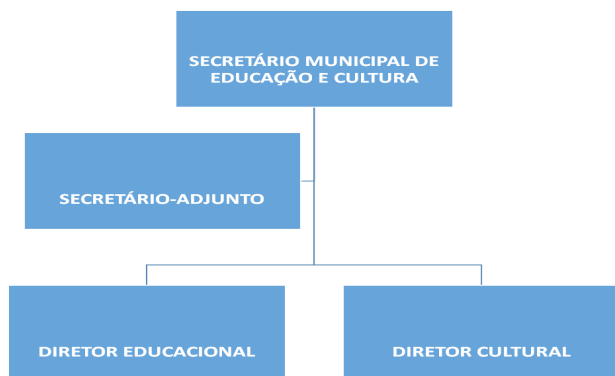 SECRETÁRIO MUNICIPAL DE
EDUCAÇÃO E CULTURA
SECRETÁRIO-ADJUNTO
DIRETOR EDUCACIONAL
DIRETOR CULTURAL